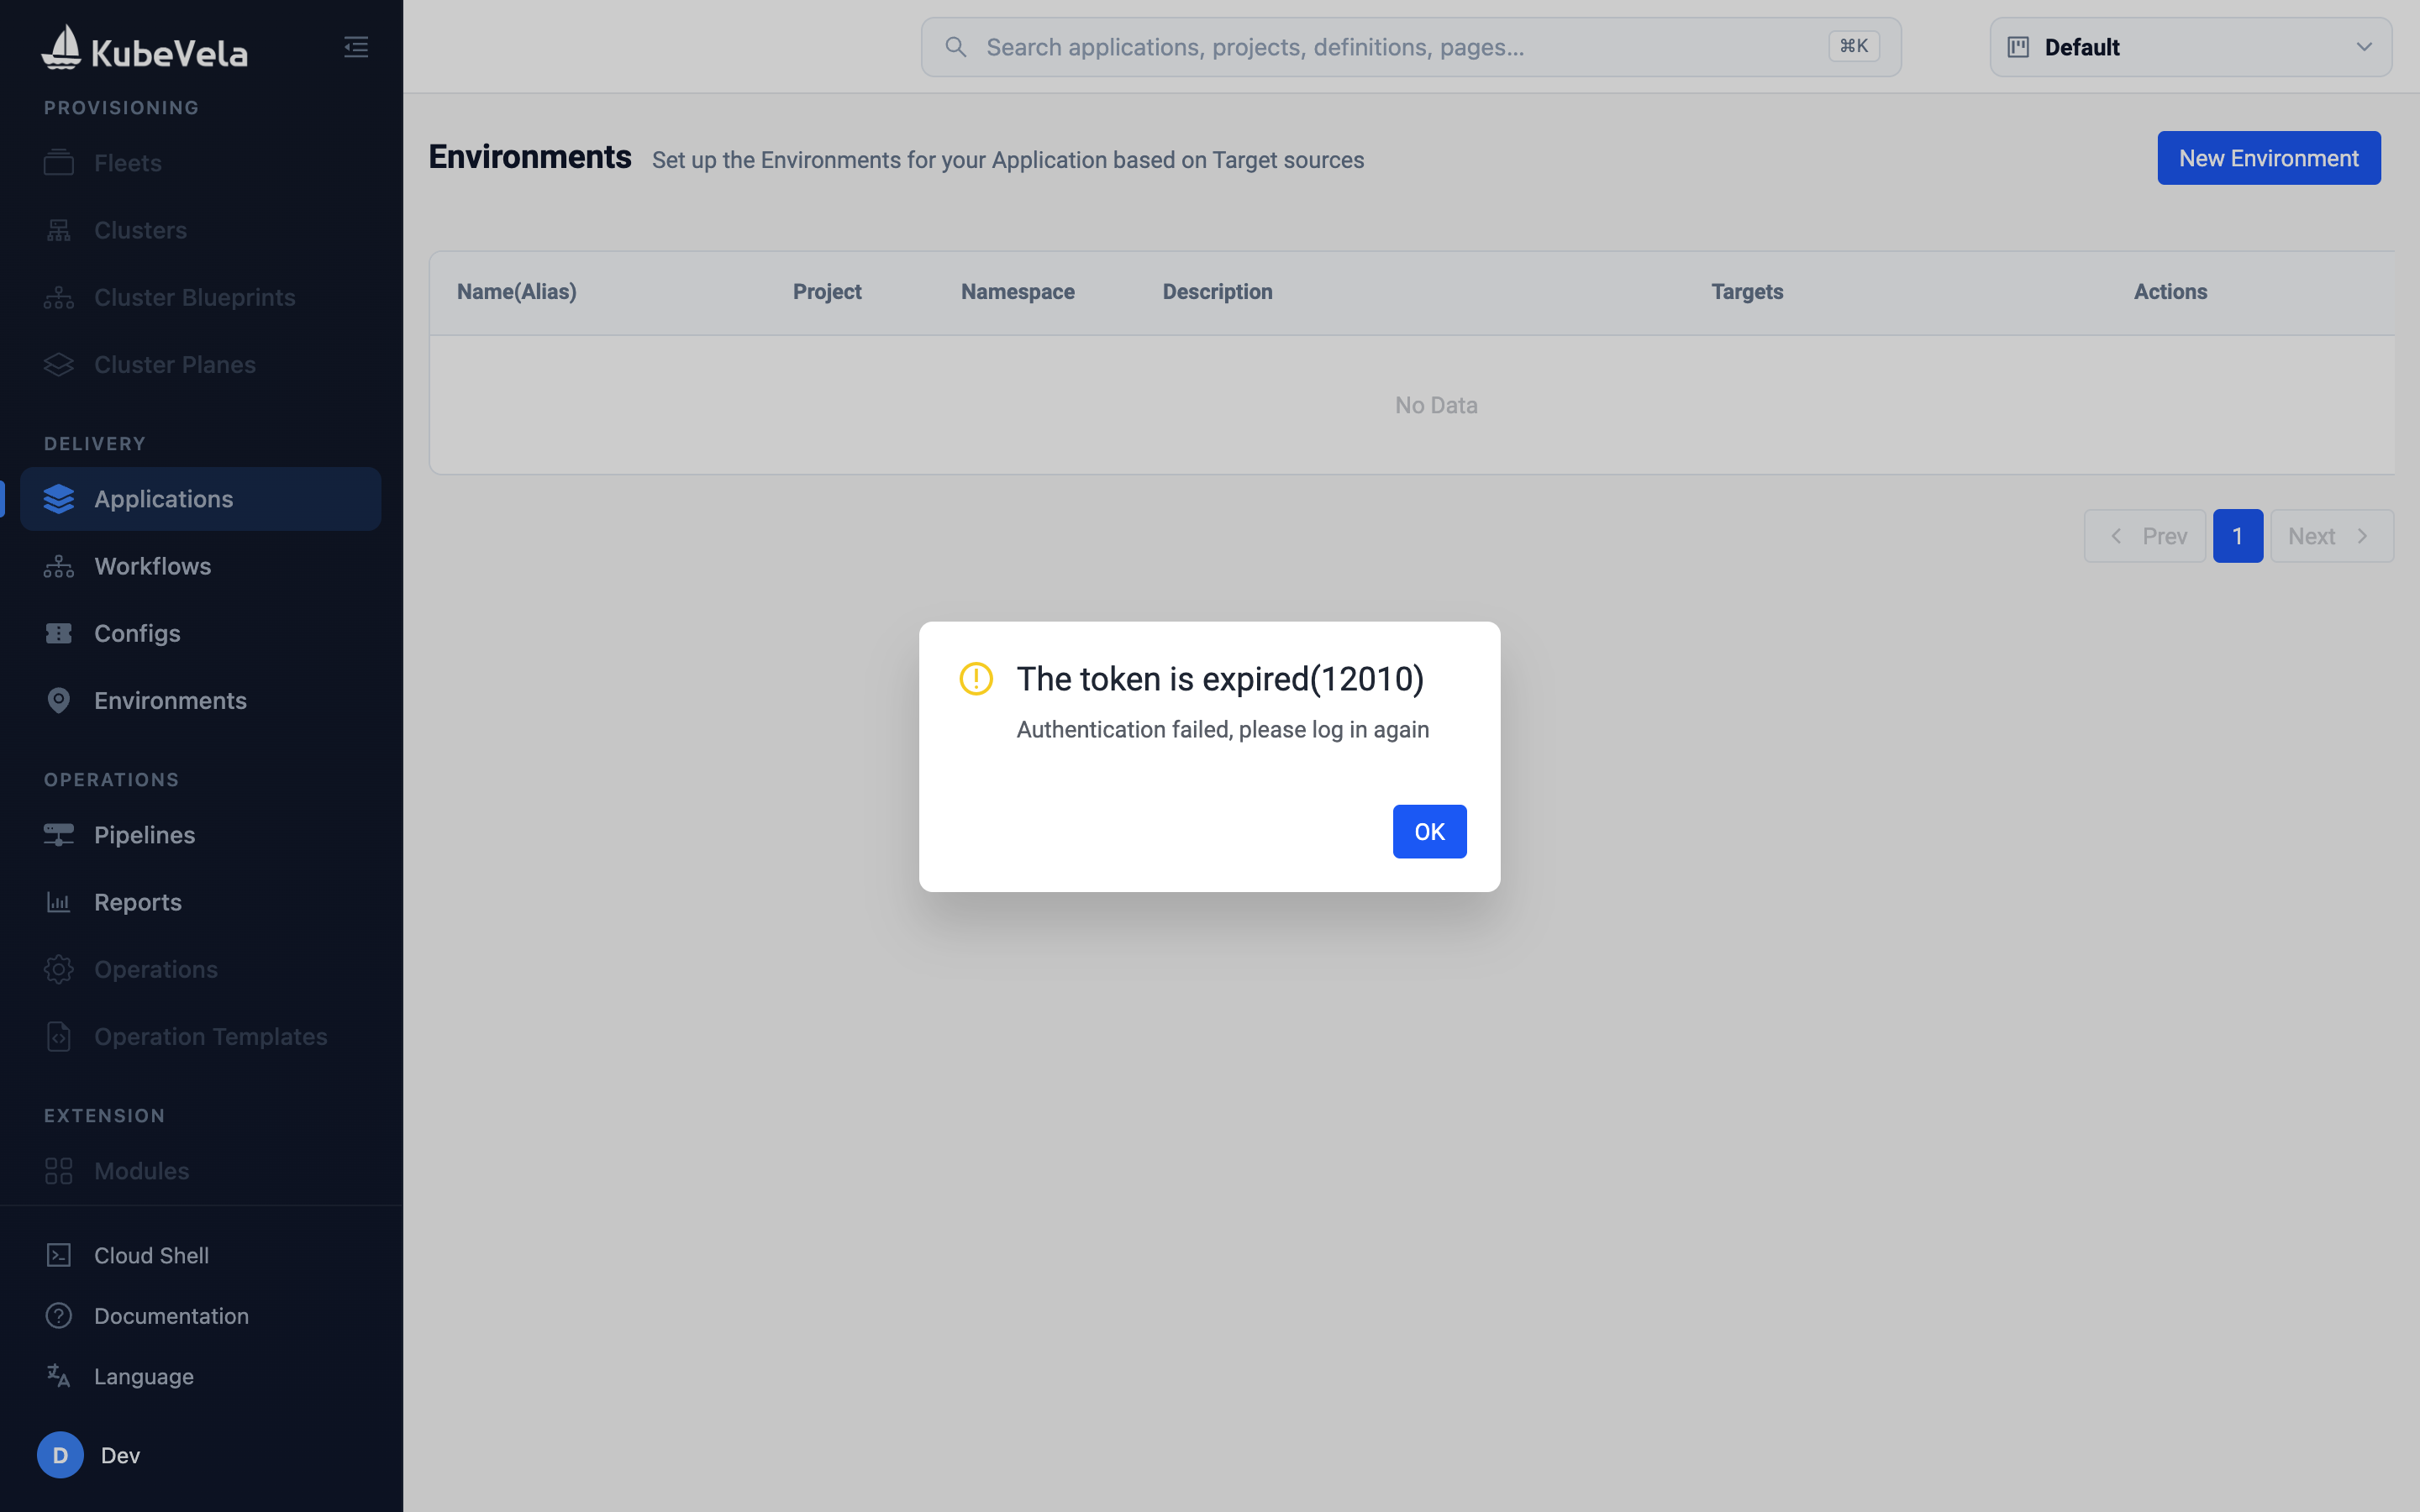 KubeVela
PROVISIONING
Fleets
Clusters
Cluster Blueprints
Cluster Planes
DELIVERY
Applications
Workflows
Configs
Environments
OPERATIONS
Pipelines
Reports
Operations
Operation Templates
EXTENSION
Modules
Cloud Shell
Documentation
Language
D Dev
Search applications, projects, definitions, pages... ⌘K
Default
Environments Set up the Environments for your Application based on Target sources
New Environment
Name(Alias) Project Namespace Description Targets Actions
No Data
Prev 1 Next
The token is expired(12010)
Authentication failed, please log in again
OK